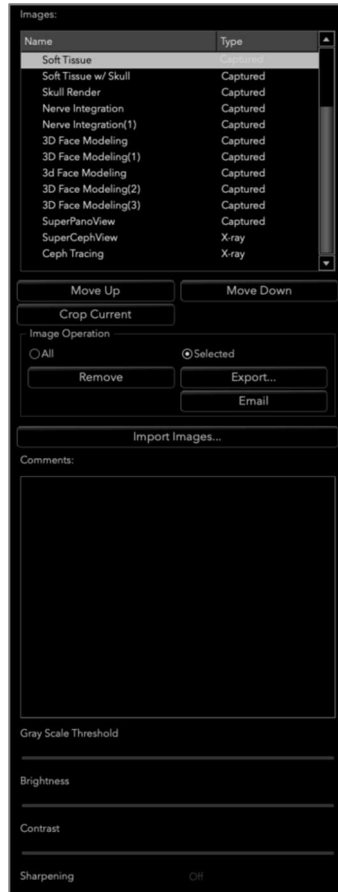 Images:
Name Type
Soft Tissue Captured
Soft Tissue w/ Skull Captured
Skull Render Captured
Nerve Integration Captured
Nerve Integration(1) Captured
3D Face Modeling Captured
3D Face Modeling(1) Captured
3d Face Modeling Captured
3D Face Modeling(2) Captured
3D Face Modeling(3) Captured
SuperPanoView Captured
SuperCephView X-ray
Ceph Tracing X-ray
Move Up Move Down
Crop Current
Image Operation
All Selected
Remove Export...
Email
Import Images...
Comments:
Gray Scale Threshold
Brightness
Contrast
Sharpening Off